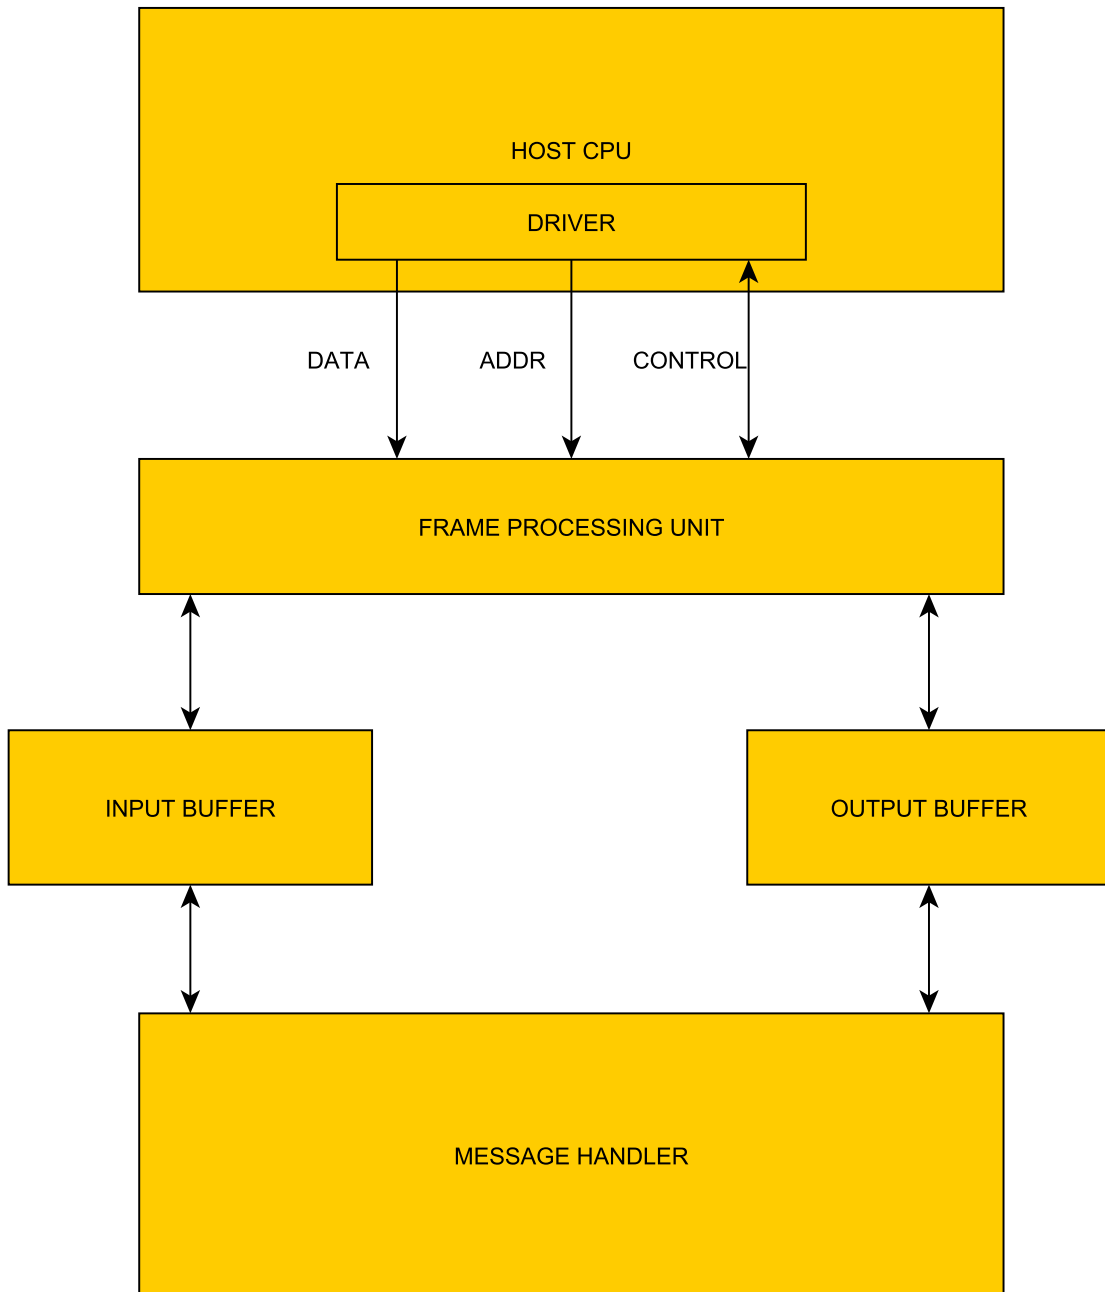 HOST CPU
DRIVER
DATA
ADDR
CONTROL
FRAME PROCESSING UNIT
INPUT BUFFER
OUTPUT BUFFER
MESSAGE HANDLER